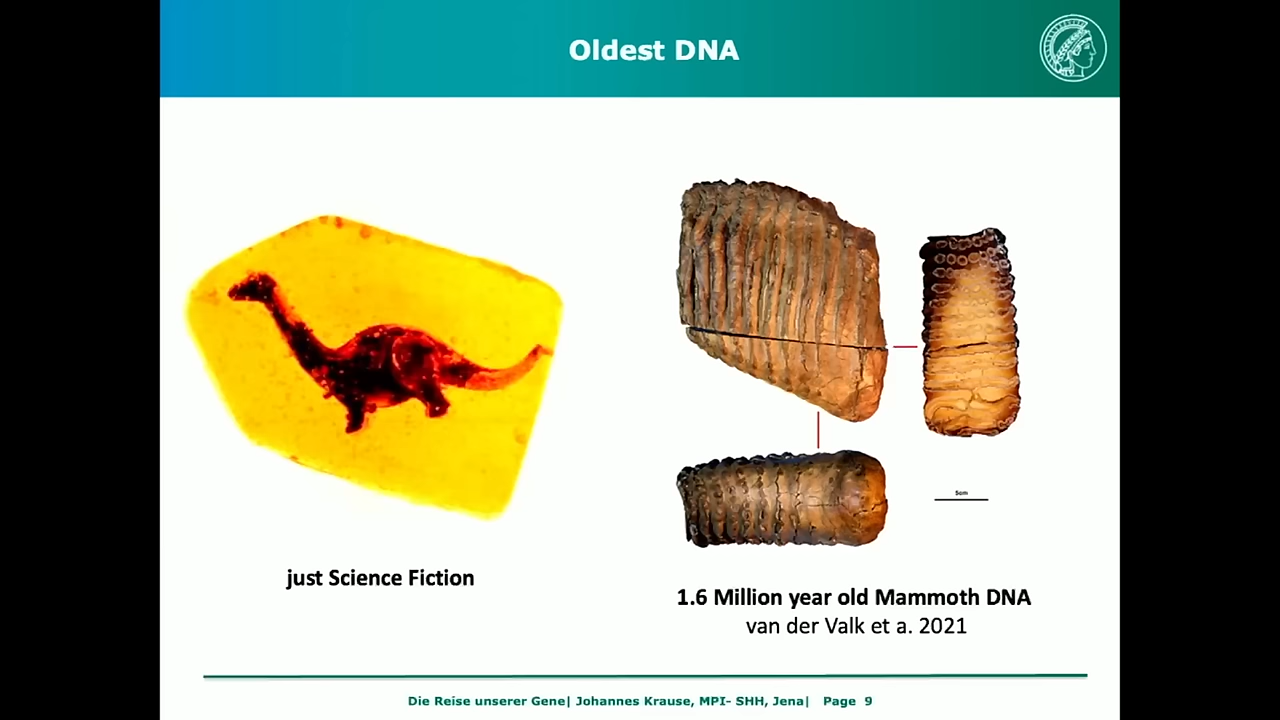 Oldest DNA
just Science Fiction
5cm
1.6 Million year old Mammoth DNA
van der Valk et a. 2021
Die Reise unserer Gene| Johannes Krause, MPI- SHH, Jena| Page 9